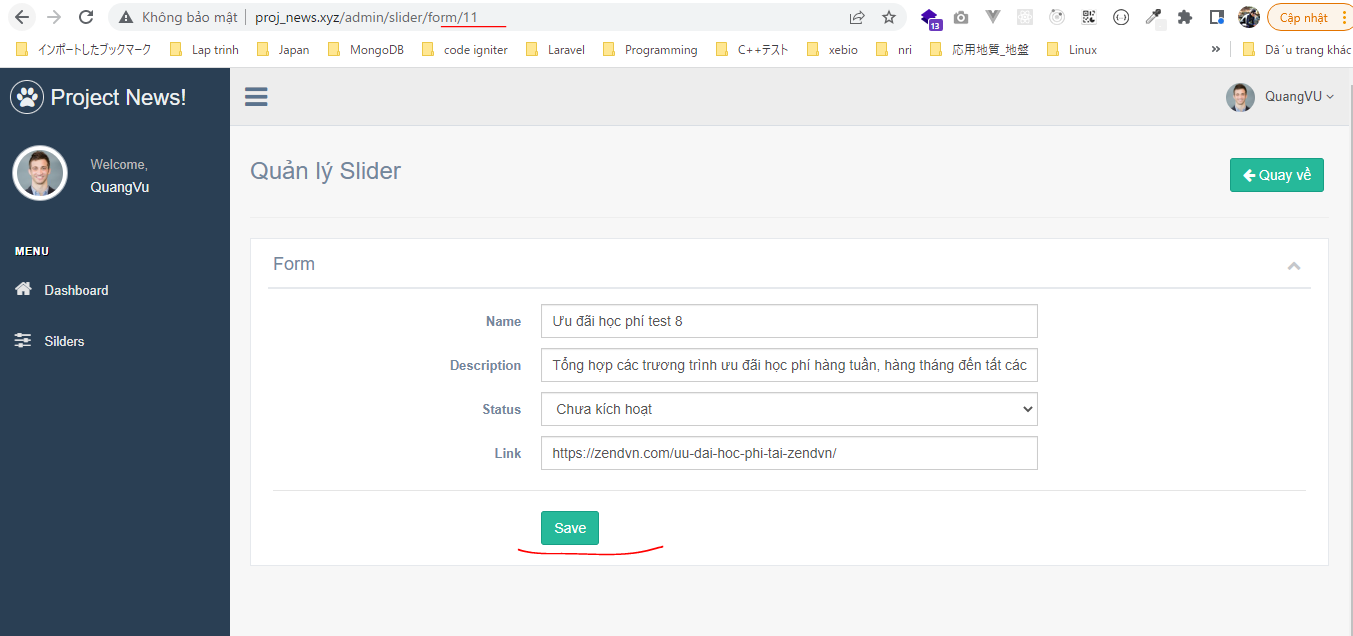 Không bảo mật proj_news.xyz/admin/slider/form/11 13 Cập nhật
インポートしたブックマーク Lap trinh Japan MongoDB code igniter Laravel Programming C++テスト xebio nri 応用地質_地盤 Linux » Dấu trang khác
Project News!
QuangVU
Welcome,
QuangVu
Quản lý Slider
Quay về
MENU
Dashboard
Silders
Form
Name Ưu đãi học phí test 8
Description Tổng hợp các trương trình ưu đãi học phí hàng tuần, hàng tháng đến tất các
Status Chưa kích hoạt
Link https://zendvn.com/uu-dai-hoc-phi-tai-zendvn/
Save